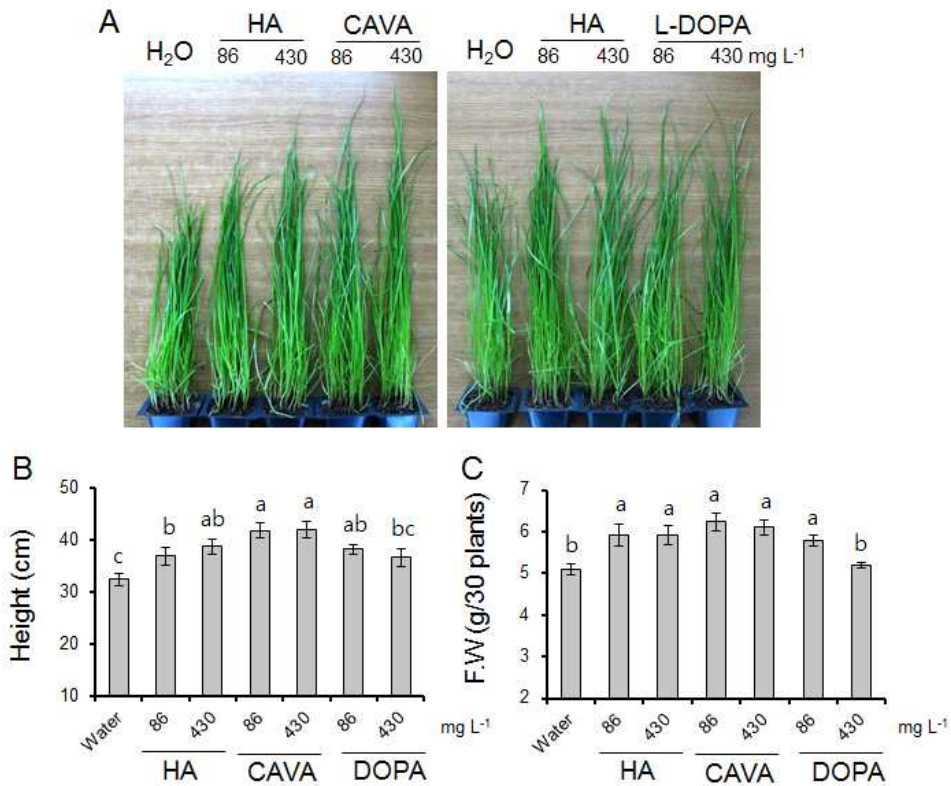 A
HA CAVA
H₂O 86 430 86 430
HA L-DOPA
H₂O 86 430 86 430 mg L⁻¹
B
Height (cm)
50
40
30
20
10
c b ab a a ab bc
Water 86 430 86 430 86 430 mg L⁻¹
HA CAVA DOPA
C
F.W (g/30 plants)
7
6
5
4
3
2
b a a a a a b
Water 86 430 86 430 86 430 mg L⁻¹
HA CAVA DOPA